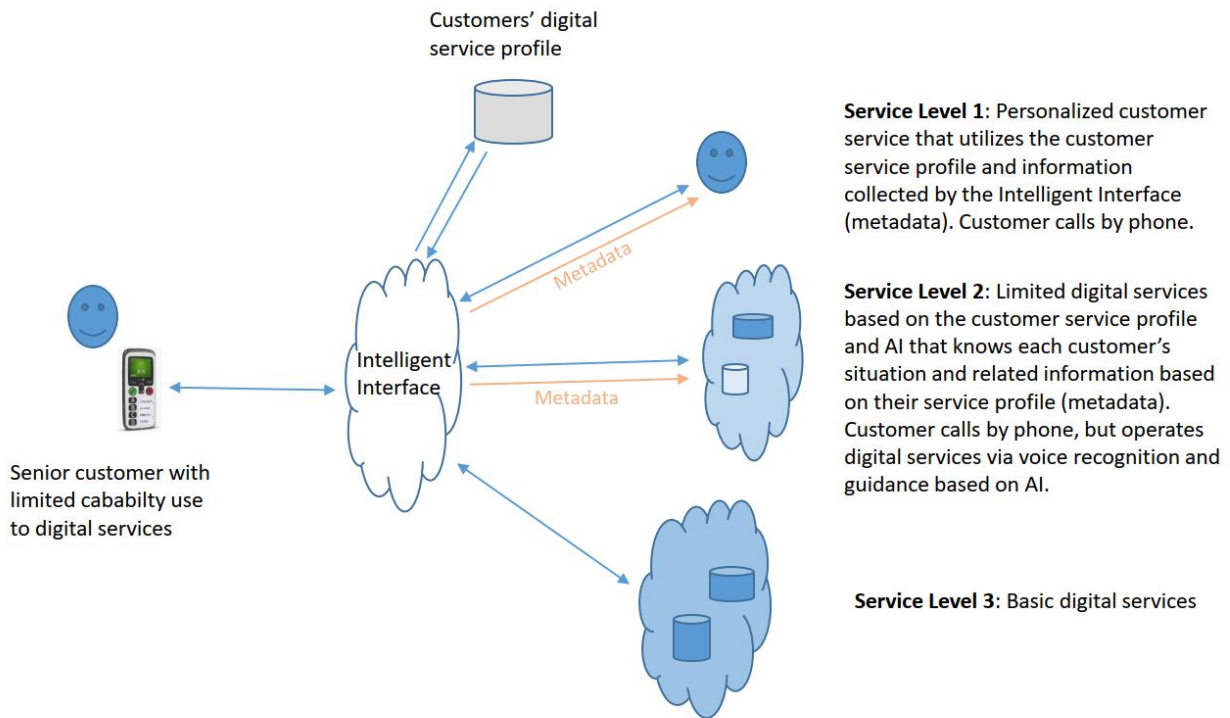 Customers’ digital
service profile
Service Level 1: Personalized customer
service that utilizes the customer
service profile and information
collected by the Intelligent Interface
(metadata). Customer calls by phone.
Metadata
Service Level 2: Limited digital services
based on the customer service profile
and AI that knows each customer’s
situation and related information based
on their service profile (metadata).
Customer calls by phone, but operates
digital services via voice recognition and
guidance based on AI.
Intelligent
Interface
Metadata
A
B
C
D
Senior customer with
limited cababilty use
to digital services
Service Level 3: Basic digital services